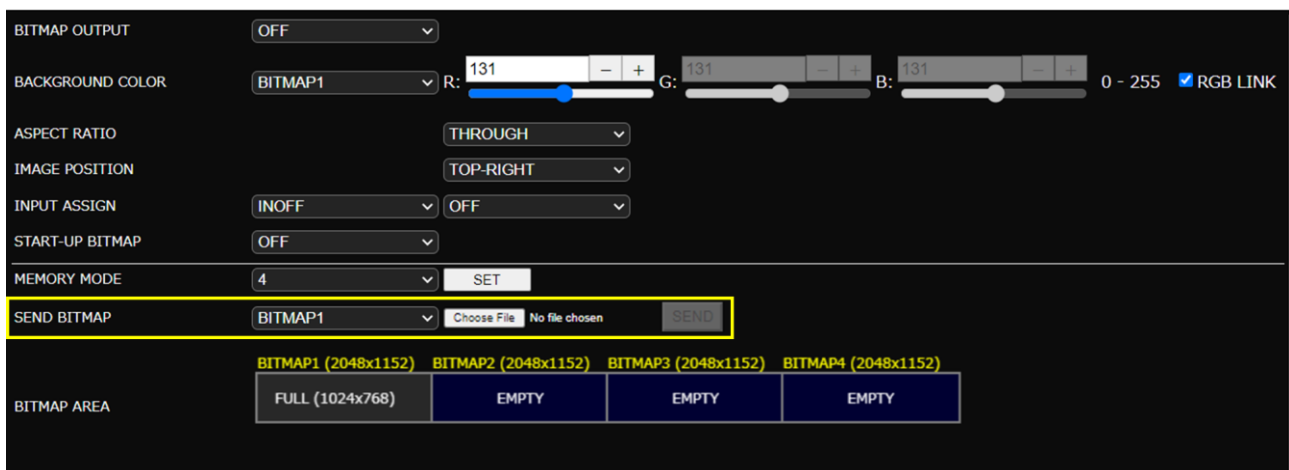 BITMAP OUTPUT OFF
BACKGROUND COLOR BITMAP1 R: 131 − + G: 131 − + B: 131 − + 0 - 255 RGB LINK
ASPECT RATIO THROUGH
IMAGE POSITION TOP-RIGHT
INPUT ASSIGN INOFF OFF
START-UP BITMAP OFF
MEMORY MODE 4 SET
SEND BITMAP BITMAP1 Choose File No file chosen SEND
BITMAP1 (2048x1152) BITMAP2 (2048x1152) BITMAP3 (2048x1152) BITMAP4 (2048x1152)
BITMAP AREA FULL (1024x768) EMPTY EMPTY EMPTY